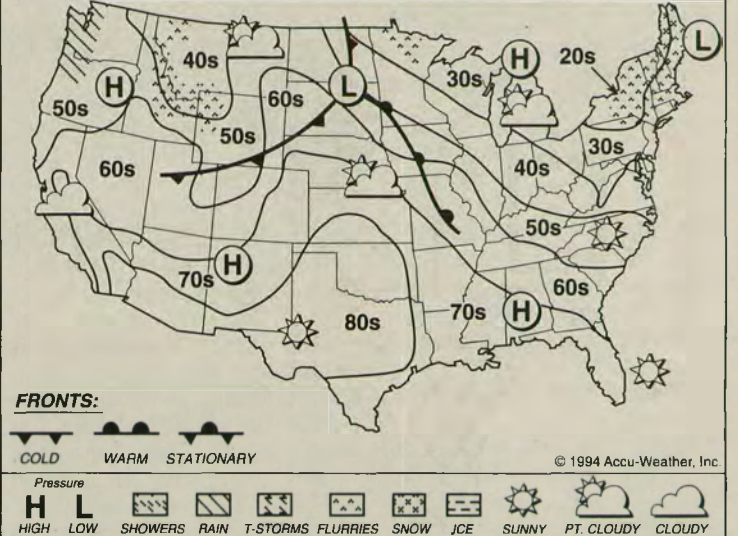 H
L
40s
30s
20s
L
H
60s
50s
50s
30s
60s
40s
50s
H
70s
60s
70s
H
80s
FRONTS:
COLD WARM STATIONARY
© 1994 Accu-Weather, Inc.
Pressure
H L
HIGH LOW SHOWERS RAIN T-STORMS FLURRIES SNOW ICE SUNNY PT. CLOUDY CLOUDY